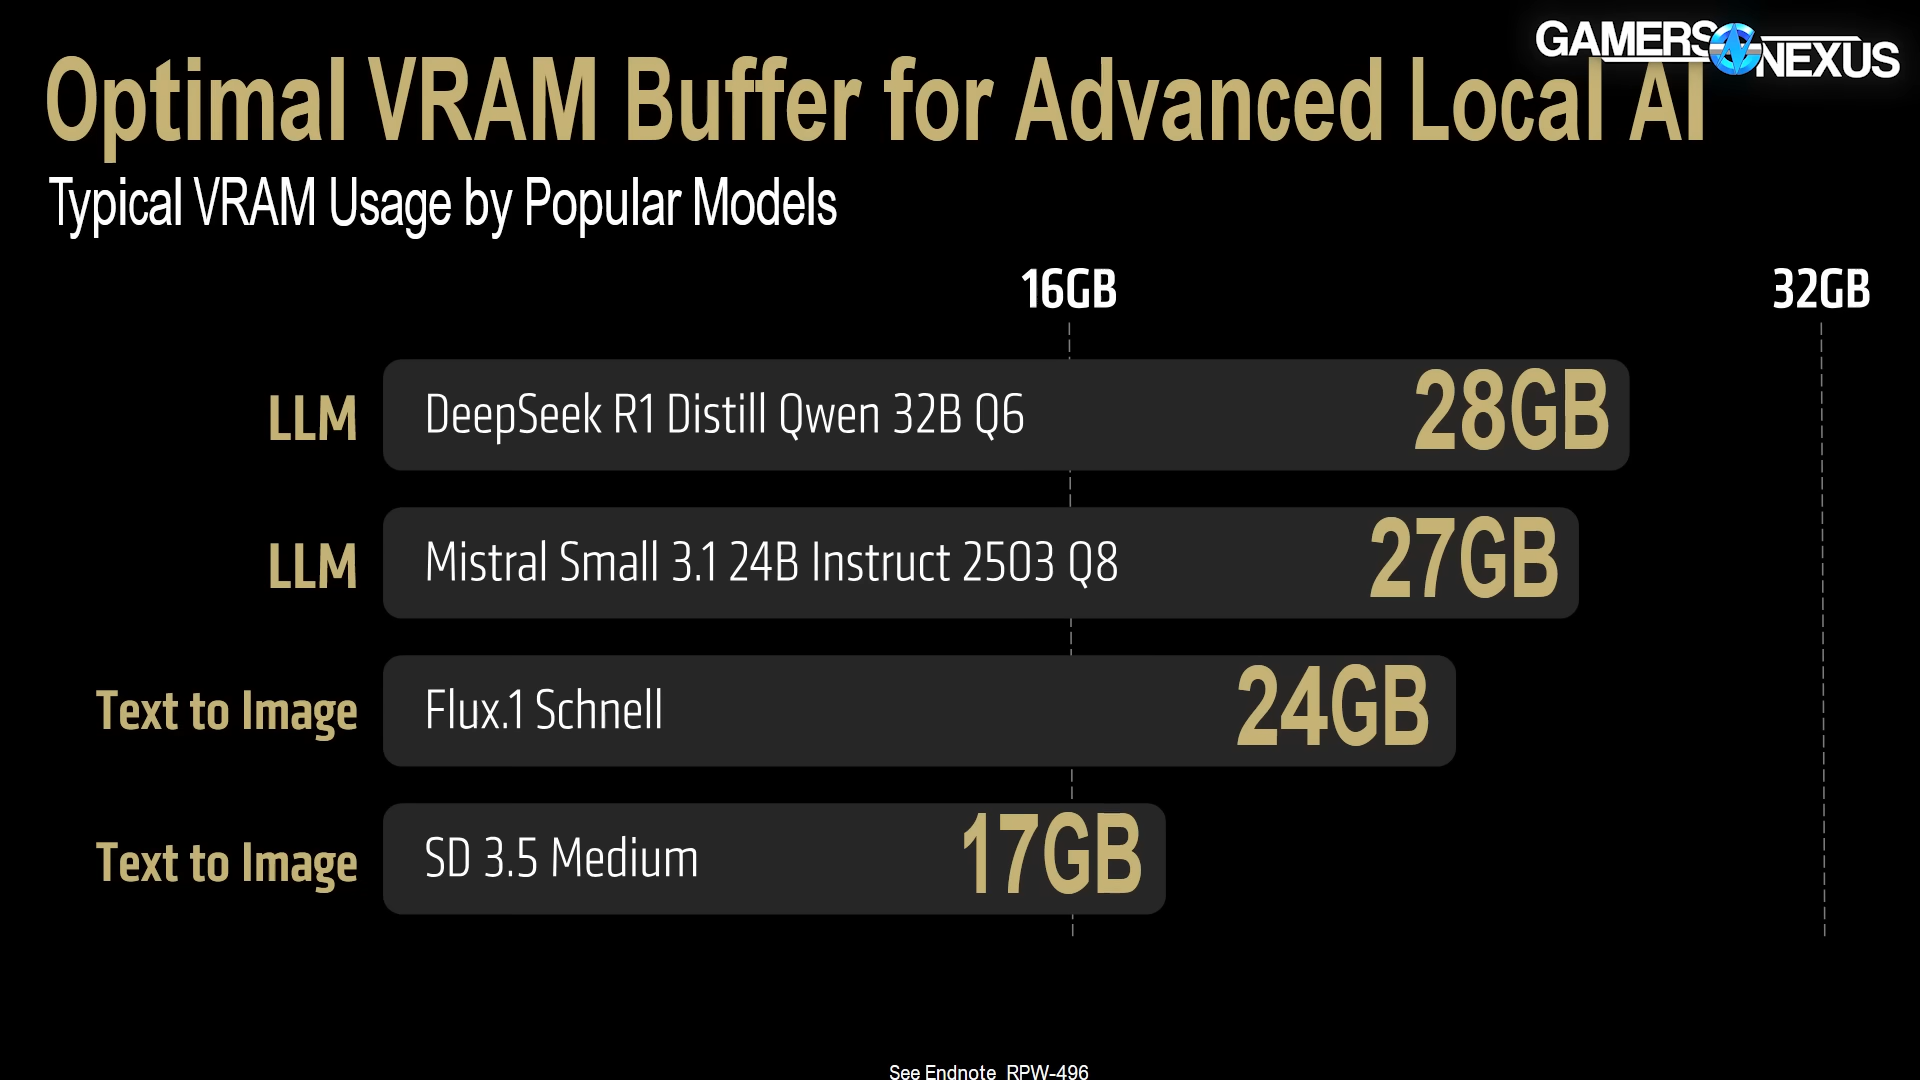 GAMERS NEXUS
Optimal VRAM Buffer for Advanced Local AI
Typical VRAM Usage by Popular Models
16GB 32GB
LLM DeepSeek R1 Distill Qwen 32B Q6 28GB
LLM Mistral Small 3.1 24B Instruct 2503 Q8 27GB
Text to Image Flux.1 Schnell 24GB
Text to Image SD 3.5 Medium 17GB
See Endnote RPW-496